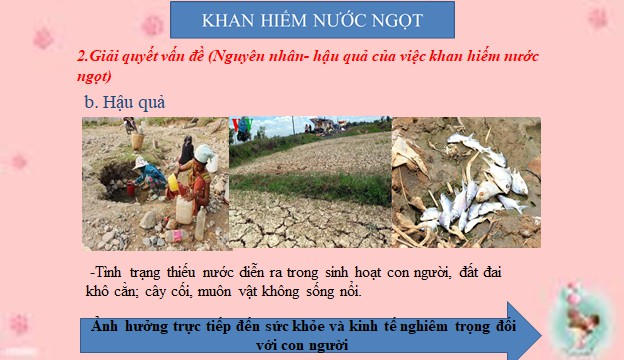 KHAN HIẾM NƯỚC NGỌT
2.Giải quyết vấn đề (Nguyên nhân- hậu quả của việc khan hiếm nước
ngọt)
b. Hậu quả
-Tình trạng thiếu nước diễn ra trong sinh hoạt con người, đất đai
khô cằn; cây cối, muôn vật không sống nổi.
Ảnh hưởng trực tiếp đến sức khỏe và kinh tế nghiêm trọng đối
với con người